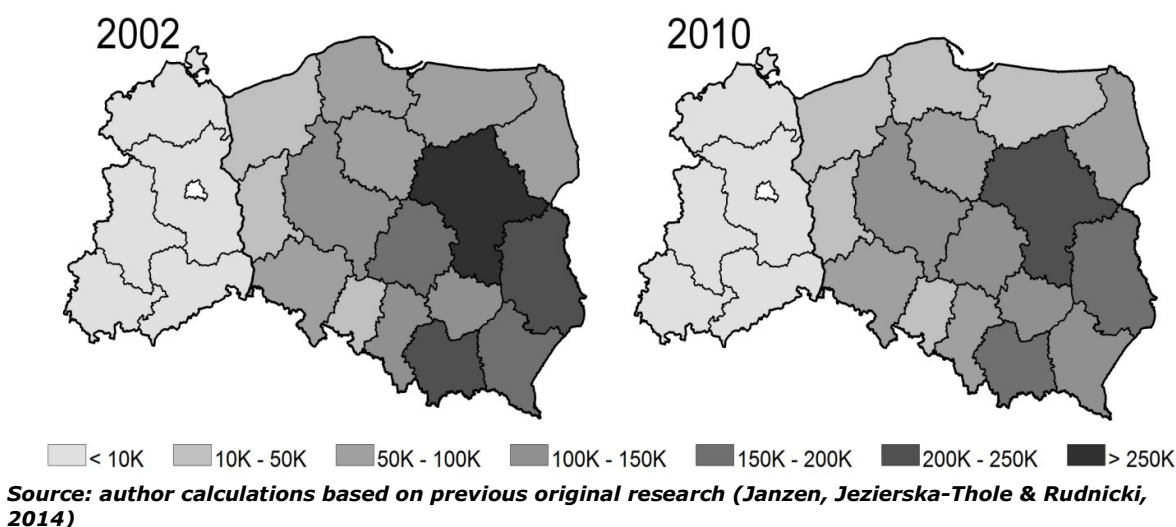 2002 2010
< 10K 10K - 50K 50K - 100K 100K - 150K 150K - 200K 200K - 250K > 250K
Source: author calculations based on previous original research (Janzen, Jezierska-Thole & Rudnicki,
2014)